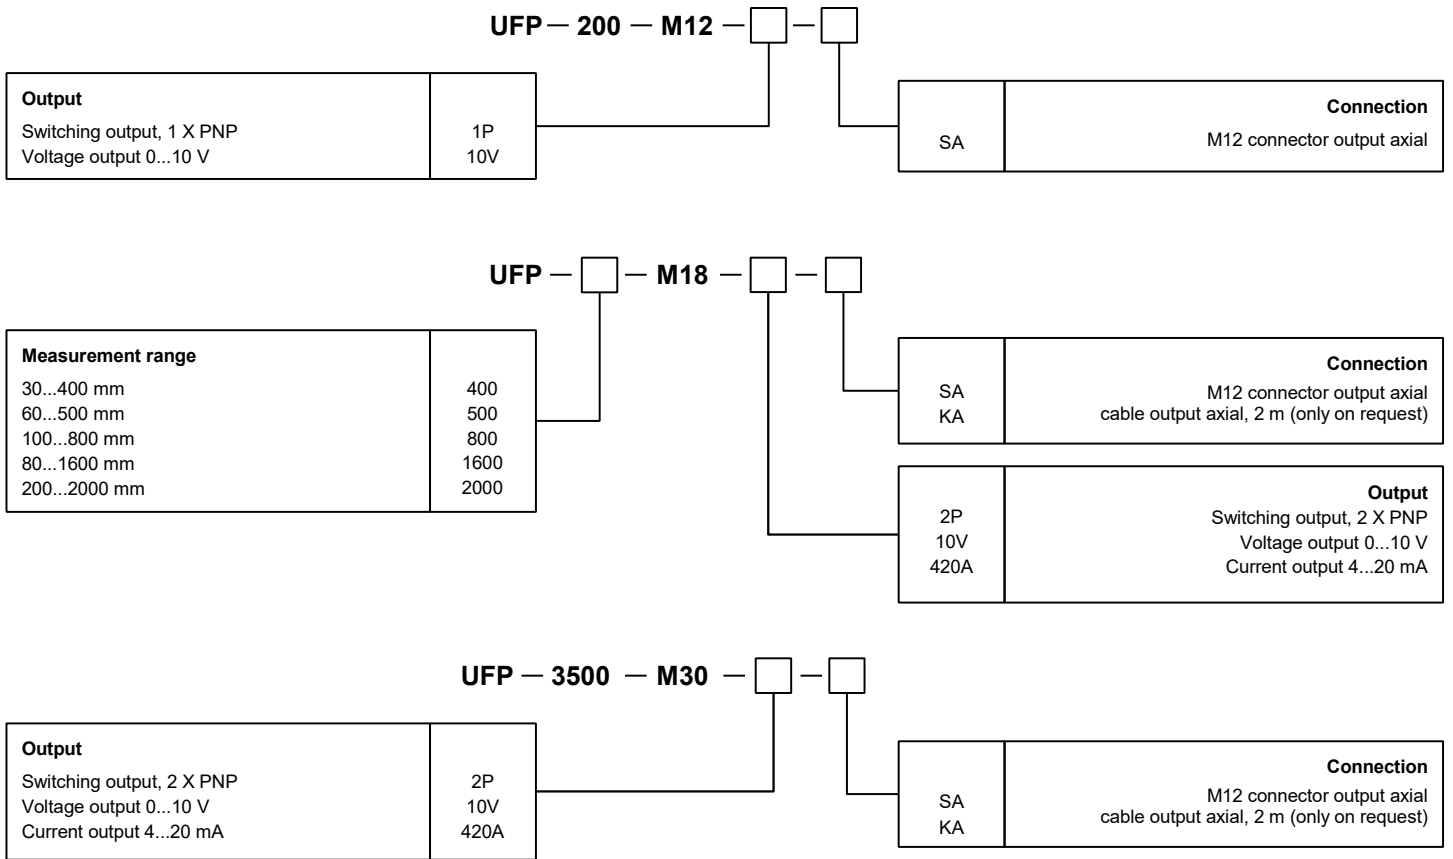 UFP — 200 — M12 — □ — □
Output
Switching output, 1 X PNP 1P
Voltage output 0...10 V 10V
Connection
SA M12 connector output axial
UFP — □ — M18 — □ — □
Measurement range
30...400 mm 400
60...500 mm 500
100...800 mm 800
80...1600 mm 1600
200...2000 mm 2000
Connection
SA M12 connector output axial
KA cable output axial, 2 m (only on request)
Output
2P Switching output, 2 X PNP
10V Voltage output 0...10 V
420A Current output 4...20 mA
UFP — 3500 — M30 — □ — □
Output
Switching output, 2 X PNP 2P
Voltage output 0...10 V 10V
Current output 4...20 mA 420A
Connection
SA M12 connector output axial
KA cable output axial, 2 m (only on request)